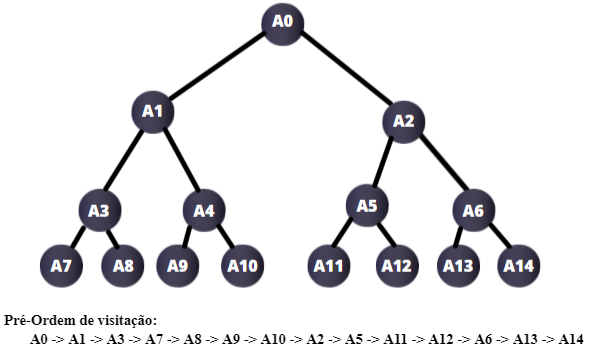 A0
A1
A2
A3
A4
A5
A6
A7
A8
A9
A10
A11
A12
A13
A14
Pré-Ordem de visitação:
A0 -> A1 -> A3 -> A7 -> A8 -> A9 -> A10 -> A2 -> A5 -> A11 -> A12 -> A6 -> A13 -> A14